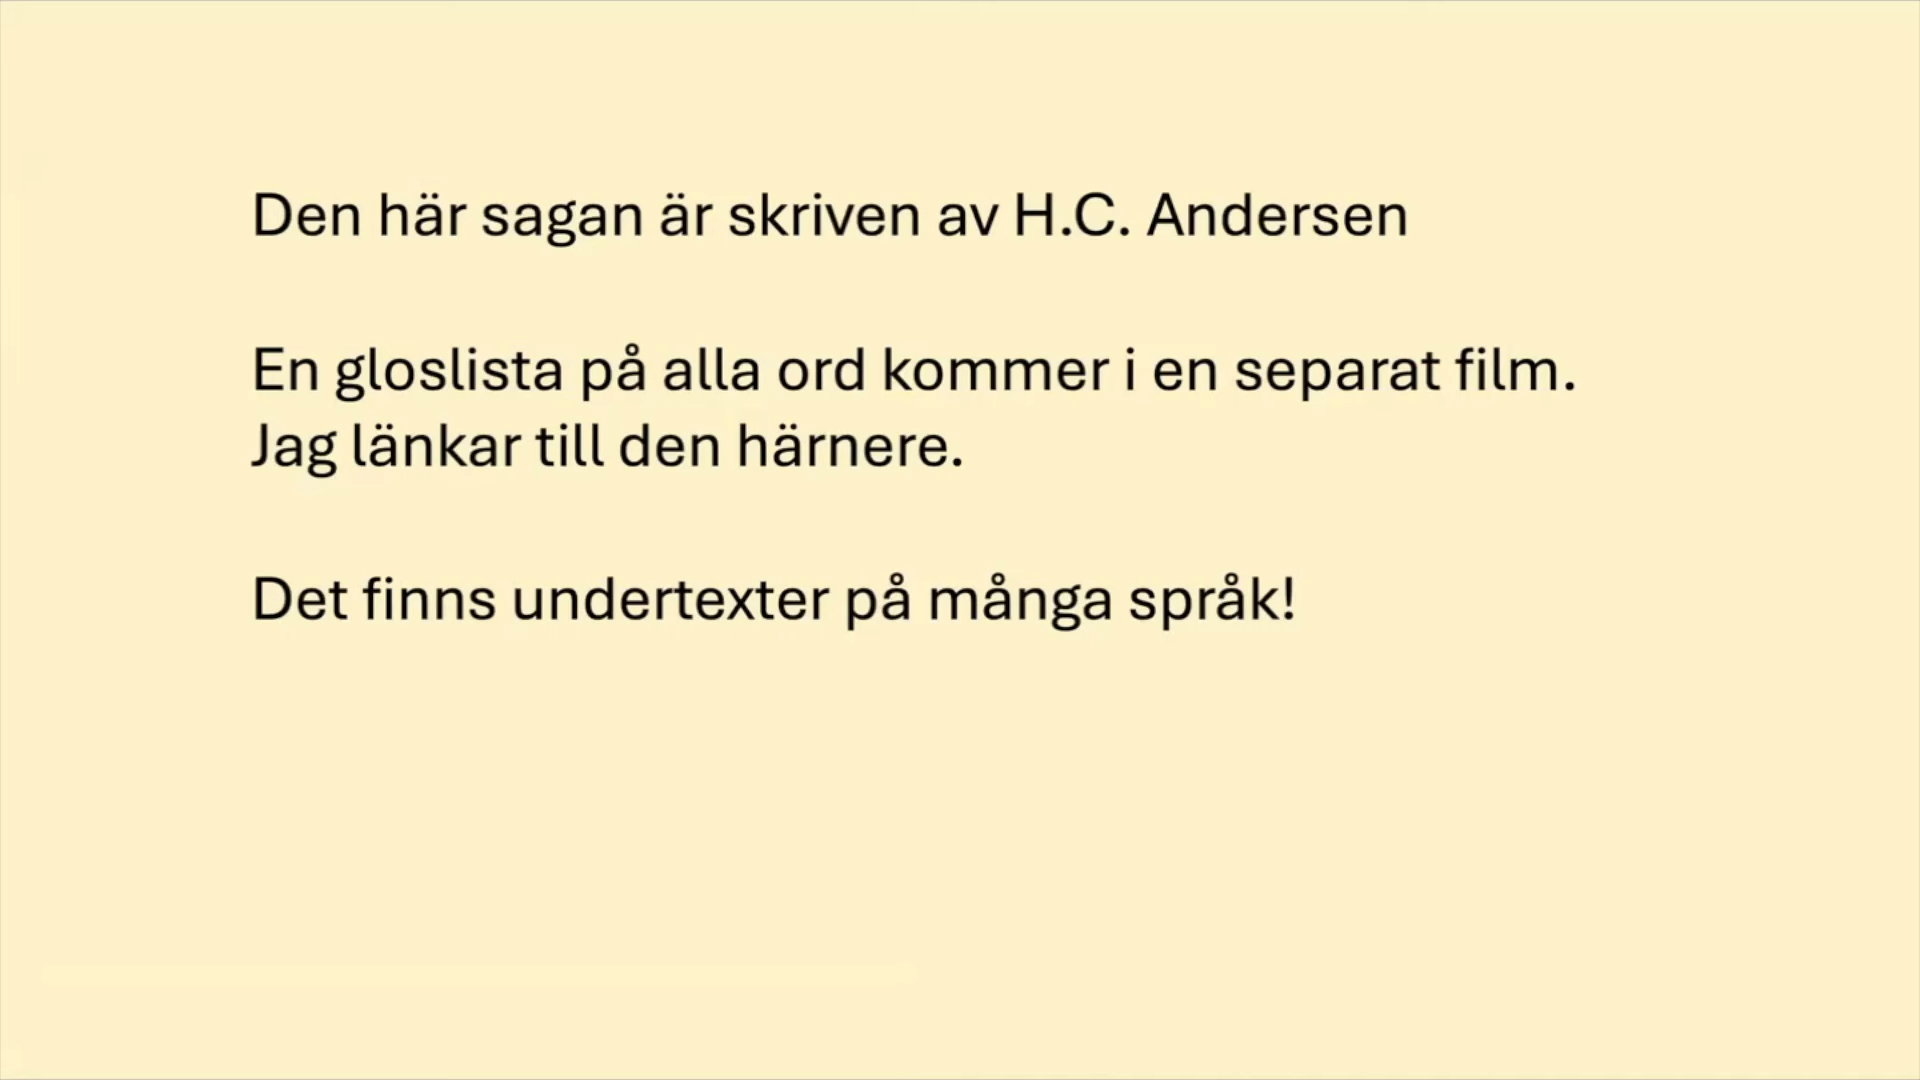 Den här sagan är skriven av H.C. Andersen
En gloslista på alla ord kommer i en separat film.
Jag länkar till den härnere.
Det finns undertexter på många språk!